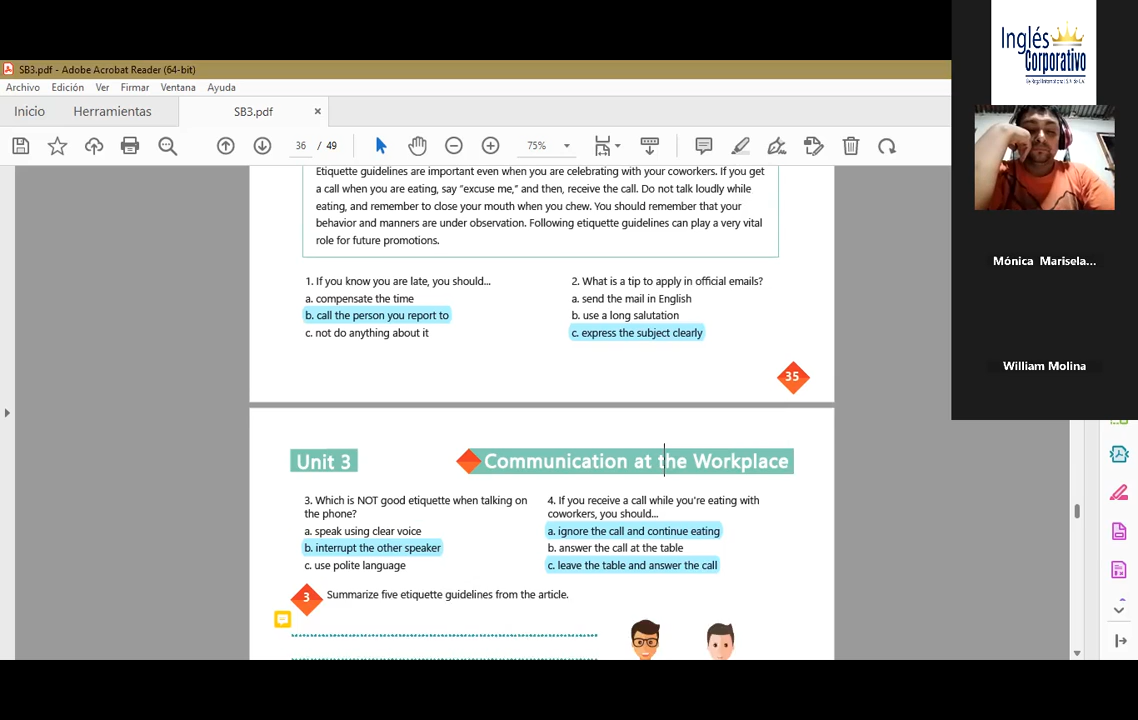 SB3.pdf - Adobe Acrobat Reader (64-bit)
Archivo Edición Ver Firmar Ventana Ayuda
Inicio Herramientas SB3.pdf ×
36 / 49 75%
Etiquette guidelines are important even when you are celebrating with your coworkers. If you get
a call when you are eating, say “excuse me,” and then, receive the call. Do not talk loudly while
eating, and remember to close your mouth when you chew. You should remember that your
behavior and manners are under observation. Following etiquette guidelines can play a very vital
role for future promotions.
1. If you know you are late, you should...
a. compensate the time
b. call the person you report to
c. not do anything about it
2. What is a tip to apply in official emails?
a. send the mail in English
b. use a long salutation
c. express the subject clearly
35
Unit 3
Communication at the Workplace
3. Which is NOT good etiquette when talking on
the phone?
a. speak using clear voice
b. interrupt the other speaker
c. use polite language
4. If you receive a call while you're eating with
coworkers, you should...
a. ignore the call and continue eating
b. answer the call at the table
c. leave the table and answer the call
3 Summarize five etiquette guidelines from the article.
Inglés
Corporativo
Mónica Marisela...
William Molina